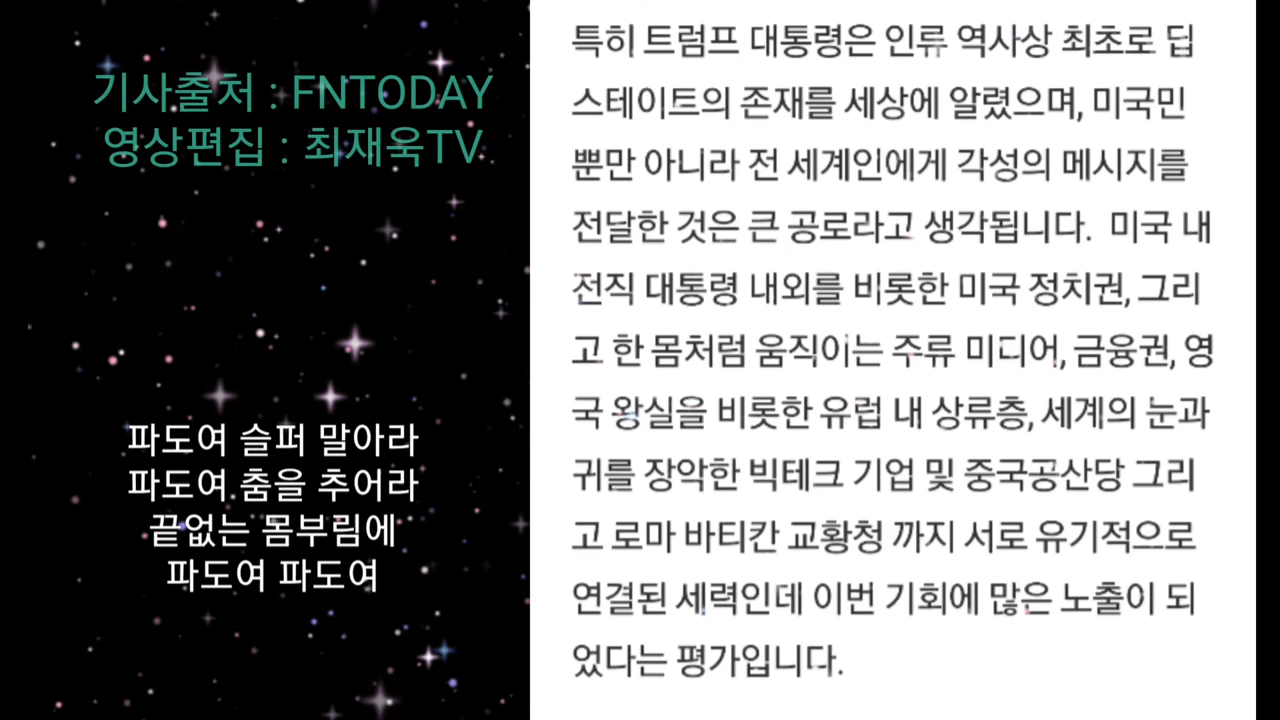 기사출처 : FNTODAY
영상편집 : 최재욱TV
파도여 슬퍼 말아라
파도여 춤을 추어라
끝없는 몸부림에
파도여 파도여
특히 트럼프 대통령은 인류 역사상 최초로 딥
스테이트의 존재를 세상에 알렸으며, 미국민
뿐만 아니라 전 세계인에게 각성의 메시지를
전달한 것은 큰 공로라고 생각됩니다. 미국 내
전직 대통령 내외를 비롯한 미국 정치권, 그리
고 한 몸처럼 움직이는 주류 미디어, 금융권, 영
국 왕실을 비롯한 유럽 내 상류층, 세계의 눈과
귀를 장악한 빅테크 기업 및 중국공산당 그리
고 로마 바티칸 교황청 까지 서로 유기적으로
연결된 세력인데 이번 기회에 많은 노출이 되
었다는 평가입니다.